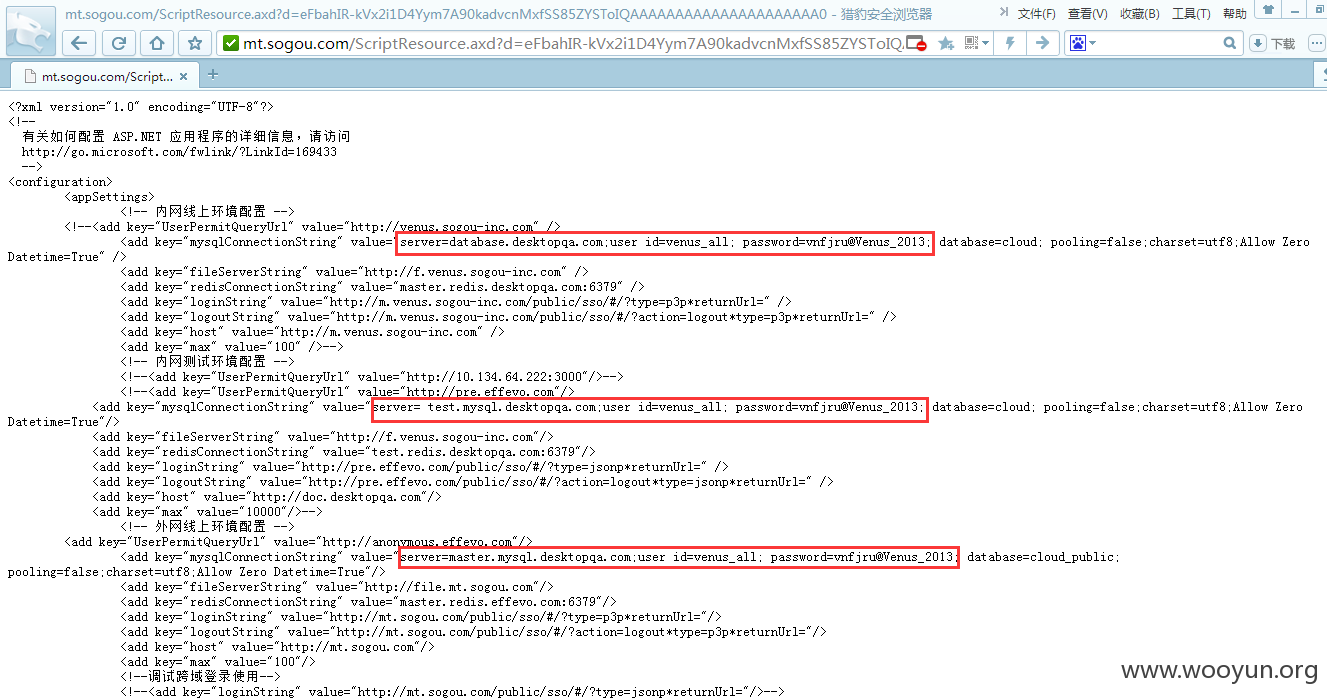 mt.sogou.com/ScriptResource.axd?d=eFbahIR-kVx2i1D4Yym7A90kadvcnMxfSS85ZYSToIQAAAAAAAAAAAAAAAAAAAAA0 - 猎豹安全浏览器
文件(F) 查看(V) 收藏(B) 工具(T) 帮助
mt.sogou.com/ScriptResource.axd?d=eFbahIR-kVx2i1D4Yym7A90kadvcnMxfSS85ZYSToIQ
下载
mt.sogou.com/Script...
<?xml version="1.0" encoding="UTF-8"?>
<!--
有关如何配置 ASP.NET 应用程序的详细信息，请访问
http://go.microsoft.com/fwlink/?LinkId=169433
-->
<configuration>
<appSettings>
<!-- 内网线上环境配置 -->
<!--<add key="UserPermitQueryUrl" value="http://venus.sogou-inc.com" />
<add key="mysqlConnectionString" value="server=database.desktopqa.com;user id=venus_all; password=vnfjru@Venus_2013; database=cloud; pooling=false;charset=utf8;Allow Zero
Datetime=True" />
<add key="fileServerString" value="http://f.venus.sogou-inc.com" />
<add key="redisConnectionString" value="master.redis.desktopqa.com:6379" />
<add key="loginString" value="http://m.venus.sogou-inc.com/public/sso/#/?type=p3p*returnUrl=" />
<add key="logoutString" value="http://m.venus.sogou-inc.com/public/sso/#/?action=logout*type=p3p*returnUrl=" />
<add key="host" value="http://m.venus.sogou-inc.com" />
<add key="max" value="100" />-->
<!-- 内网测试环境配置 -->
<!--<add key="UserPermitQueryUrl" value="http://10.134.64.222:3000"/>-->
<!--<add key="UserPermitQueryUrl" value="http://pre.effevo.com"/>
<add key="mysqlConnectionString" value="server= test.mysql.desktopqa.com;user id=venus_all; password=vnfjru@Venus_2013; database=cloud; pooling=false;charset=utf8;Allow Zero
Datetime=True"/>
<add key="fileServerString" value="http://f.venus.sogou-inc.com"/>
<add key="redisConnectionString" value="test.redis.desktopqa.com:6379"/>
<add key="loginString" value="http://pre.effevo.com/public/sso/#/?type=jsonp*returnUrl=" />
<add key="logoutString" value="http://pre.effevo.com/public/sso/#/?action=logout*type=jsonp*returnUrl=" />
<add key="host" value="http://doc.desktopqa.com"/>
<add key="max" value="10000"/>-->
<!-- 外网线上环境配置 -->
<add key="UserPermitQueryUrl" value="http://anonymous.effevo.com"/>
<add key="mysqlConnectionString" value="server=master.mysql.desktopqa.com;user id=venus_all; password=vnfjru@Venus_2013; database=cloud_public;
pooling=false;charset=utf8;Allow Zero Datetime=True"/>
<add key="fileServerString" value="http://file.mt.sogou.com"/>
<add key="redisConnectionString" value="master.redis.effevo.com:6379"/>
<add key="loginString" value="http://mt.sogou.com/public/sso/#/?type=p3p*returnUrl="/>
<add key="logoutString" value="http://mt.sogou.com/public/sso/#/?action=logout*type=p3p*returnUrl="/>
<add key="host" value="http://mt.sogou.com"/>
<add key="max" value="100"/>
<!--调试跨域登录使用-->
<!--<add key="loginString" value="http://mt.sogou.com/public/sso/#/?type=jsonp*returnUrl="/>-->
www.wooyun.org